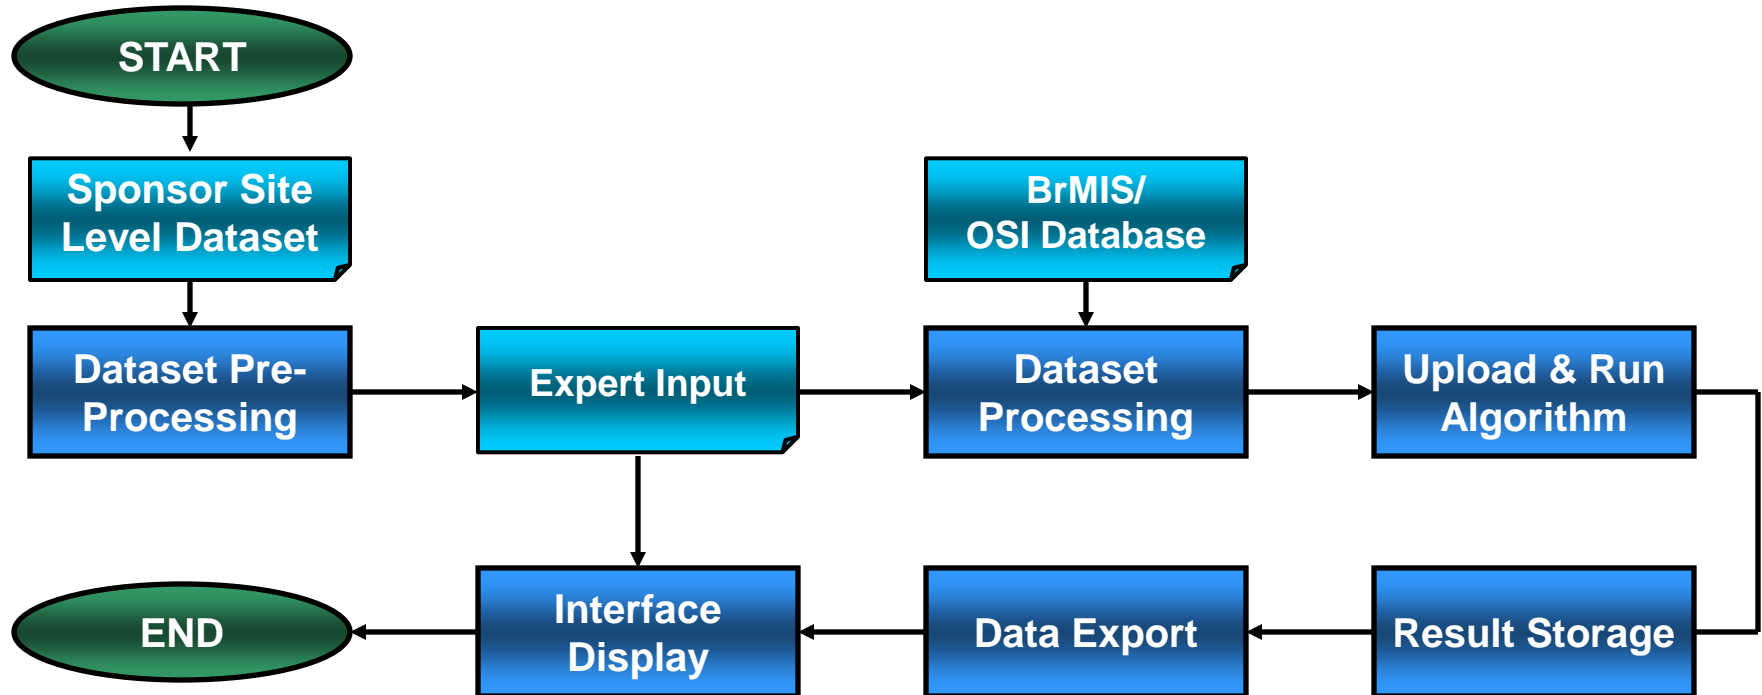 START
Sponsor Site
Level Dataset
BrMIS/
OSI Database
Dataset Pre-
Processing
Expert Input
Dataset
Processing
Upload & Run
Algorithm
END
Interface
Display
Data Export
Result Storage